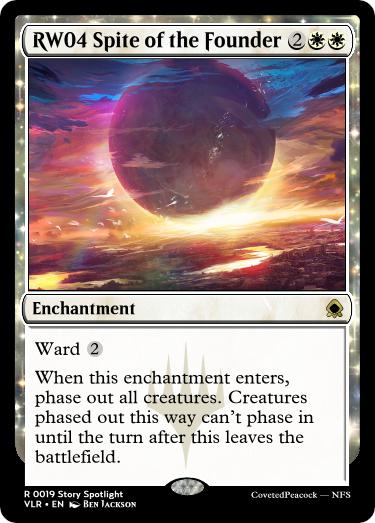 RW04 Spite of the Founder 2
Enchantment
Ward 2
When this enchantment enters,
phase out all creatures. Creatures
phased out this way can't phase in
until the turn after this leaves the
battlefield.
R 0019 Story Spotlight
VLR • EN Ben Jackson
CovetedPeacock — NFS